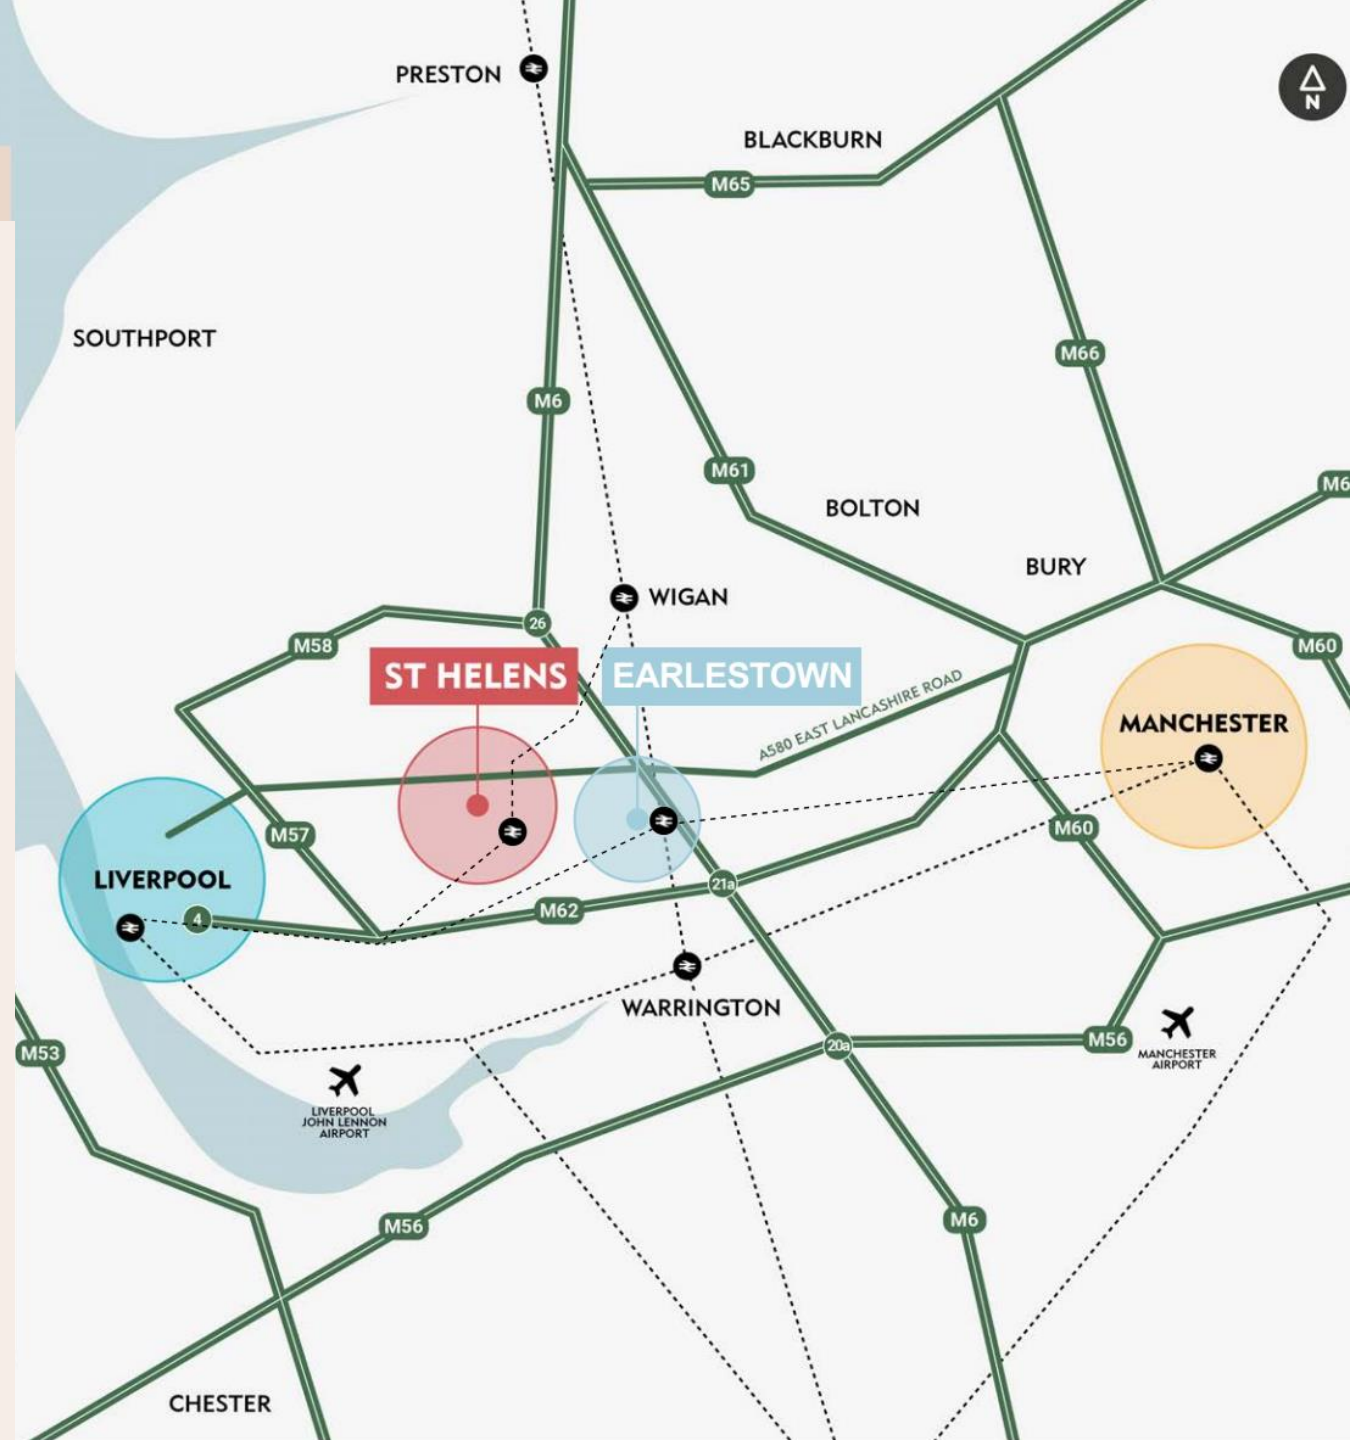 PRESTON
N
BLACKBURN
M65
SOUTHPORT
M66
M6
M61
M6
BOLTON
BURY
WIGAN
26
M58
M60
ST HELENS
EARLESTOWN
A580 EAST LANCASHIRE ROAD
MANCHESTER
M57
M60
LIVERPOOL
21a
M62
4
WARRINGTON
M53
20a
M56
MANCHESTER
AIRPORT
LIVERPOOL
JOHN LENNON
AIRPORT
M56
M6
CHESTER